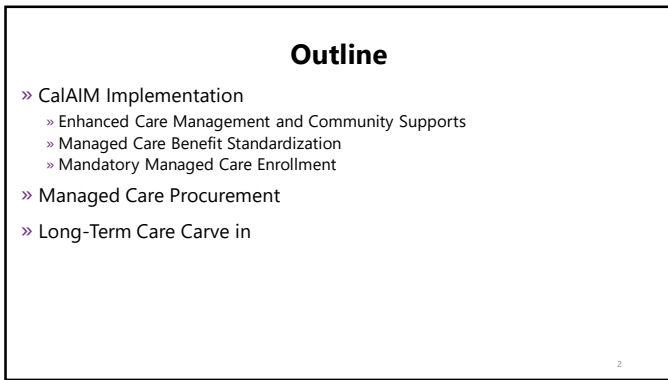 Outline
» CalAIM Implementation
» Enhanced Care Management and Community Supports
» Managed Care Benefit Standardization
» Mandatory Managed Care Enrollment
» Managed Care Procurement
» Long-Term Care Carve in
2